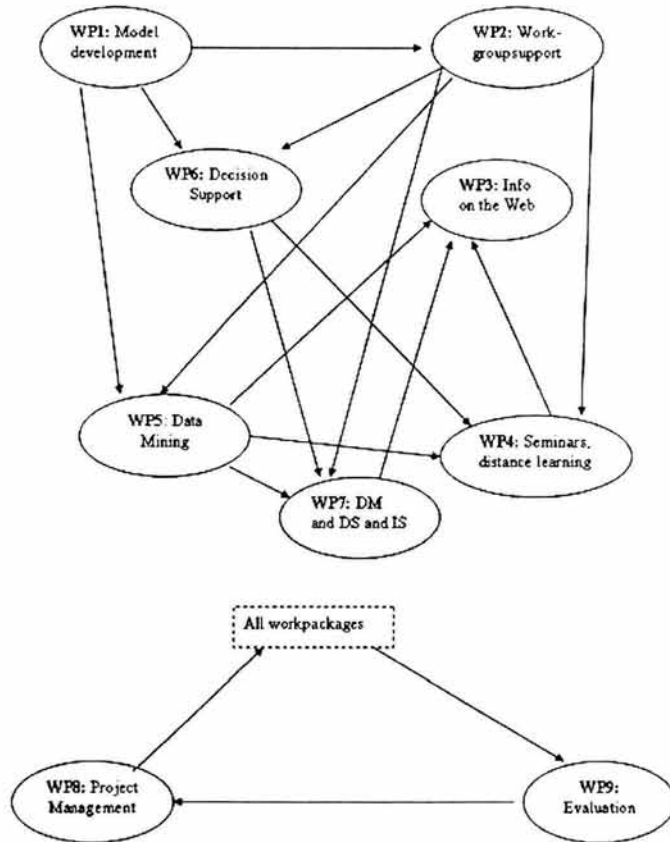 WP1: Model
development
WP2: Work-
groupsupport
WP6: Decision
Support
WP3: Info
on the Web
WP5: Data
Mining
WP4: Seminars,
distance learning
WP7: DM
and DS and IS
All workpackages
WP8: Project
Management
WP9:
Evaluation